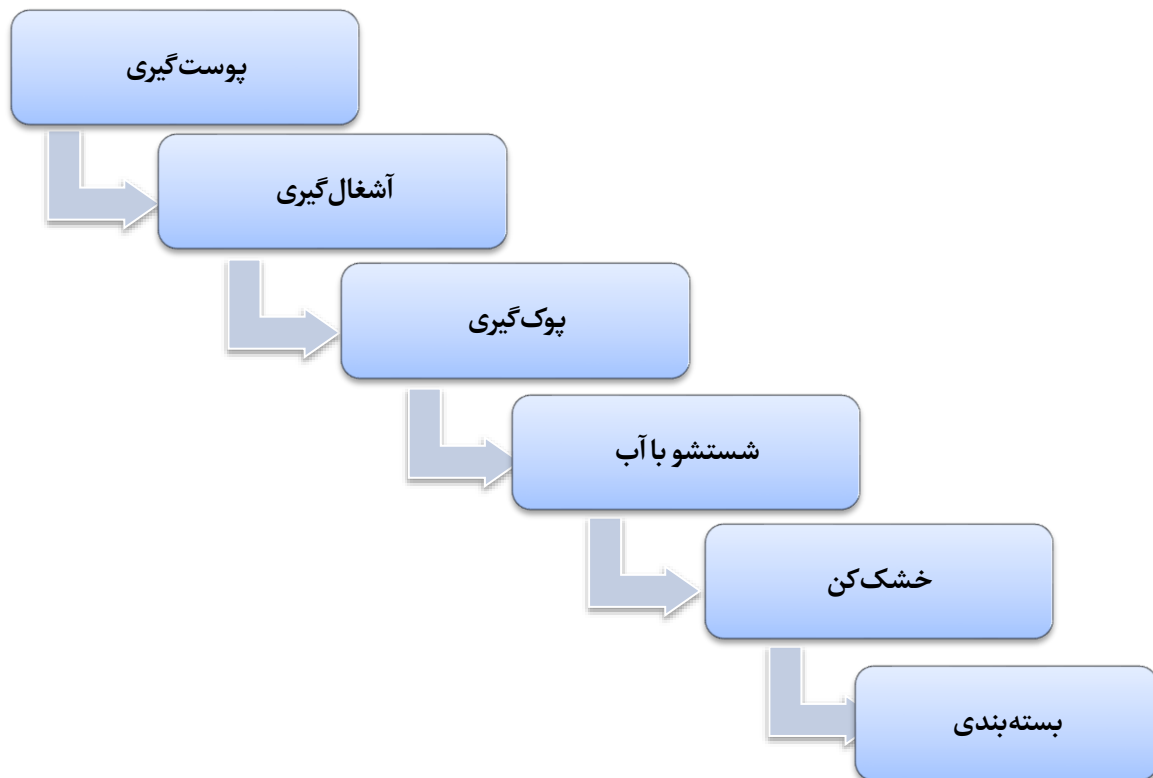 پوست‌گیری
آشغال‌گیری
پوک‌گیری
شستشو با آب
خشک‌کن
بسته‌بندی